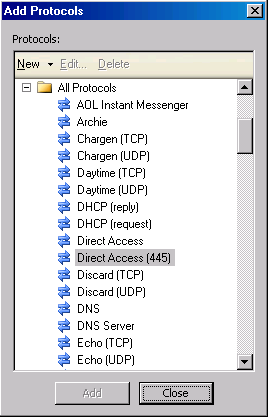 Add Protocols
Protocols:
New Edit... Delete
All Protocols
AOL Instant Messenger
Archie
Chargen (TCP)
Chargen (UDP)
Daytime (TCP)
Daytime (UDP)
DHCP (reply)
DHCP (request)
Direct Access
Direct Access (445)
Discard (TCP)
Discard (UDP)
DNS
DNS Server
Echo (TCP)
Echo (UDP)
Add Close